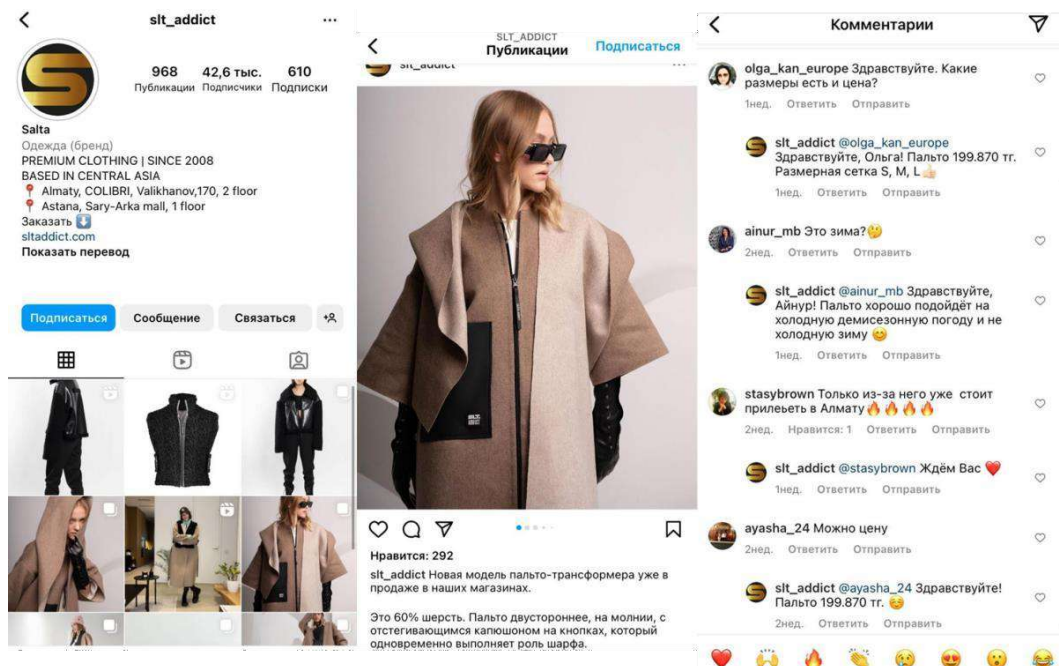 slt_addict
968 42,6 тыс. 610
Публикации Подписчики Подписки
Salta
Одежда (бренд)
PREMIUM CLOTHING | SINCE 2008
BASED IN CENTRAL ASIA
Almaty, COLIBRI, Valikhanov,170, 2 floor
Astana, Sary-Arka mall, 1 floor
Заказать
sltaddict.com
Показать перевод
Подписаться Сообщение Связаться
SLT_ADDICT
Публикации Подписаться
slt_addict
Нравится: 292
slt_addict Новая модель пальто-трансформера уже в
продаже в наших магазинах.
Это 60% шерсть. Пальто двустороннее, на молнии, с
отстегивающимся капюшоном на кнопках, который
одновременно выполняет роль шарфа.
Комментарии
olga_kan_europe Здравствуйте. Какие
размеры есть и цена?
1нед. Ответить Отправить
slt_addict @olga_kan_europe
Здравствуйте, Ольга! Пальто 199.870 тг.
Размерная сетка S, M, L
1нед. Ответить Отправить
ainur_mb Это зима?
2нед. Ответить Отправить
slt_addict @ainur_mb Здравствуйте,
Айнур! Пальто хорошо подойдёт на
холодную демисезонную погоду и не
холодную зиму
1нед. Ответить Отправить
stasybrown Только из-за него уже стоит
прилеьеть в Алмату
2нед. Нравится: 1 Ответить Отправить
slt_addict @stasybrown Ждём Вас
1нед. Ответить Отправить
ayasha_24 Можно цену
2нед. Ответить Отправить
slt_addict @ayasha_24 Здравствуйте!
Пальто 199.870 тг.
2нед. Ответить Отправить